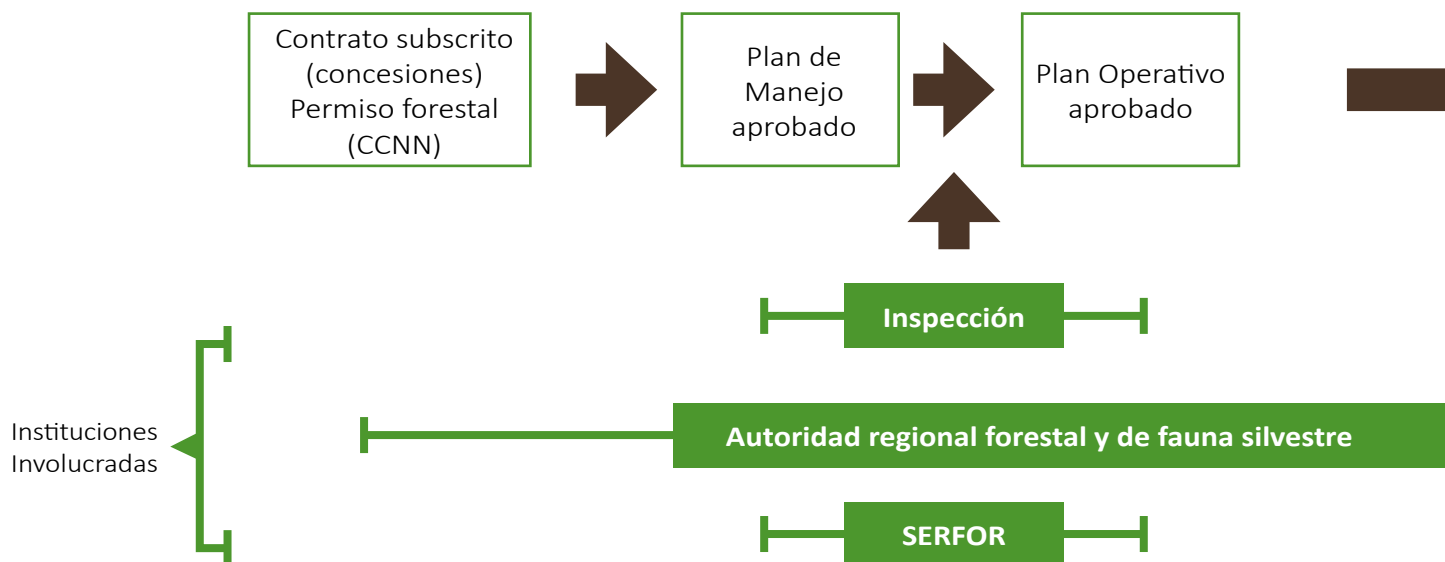 Contrato subscrito
(concesiones)
Permiso forestal
(CCNN)
Plan de
Manejo
aprobado
Plan Operativo
aprobado
Inspección
Instituciones
Involucradas
Autoridad regional forestal y de fauna silvestre
SERFOR